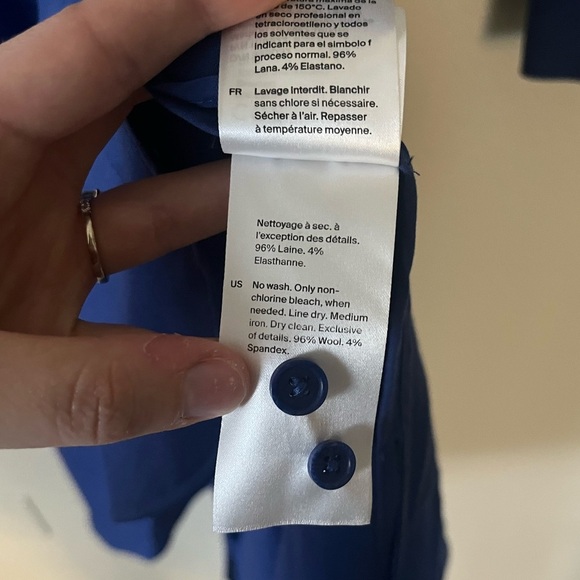 de 150°C. Lavado
en seco profesional en
tetracloroetileno y todos
los solventes que se
indicant para el simbolo f
proceso normal. 96%
Lana. 4% Elastano.
FR Lavage Interdit. Blanchir
sans chlore si nécessaire.
Sécher à l'air. Repasser
à température moyenne.
Nettoyage à sec. à
l'exception des détails.
96% Laine. 4%
Elasthanne.
US No wash. Only non-
chlorine bleach, when
needed. Line dry. Medium
iron. Dry clean. Exclusive
of details. 96% Wool. 4%
Spandex.